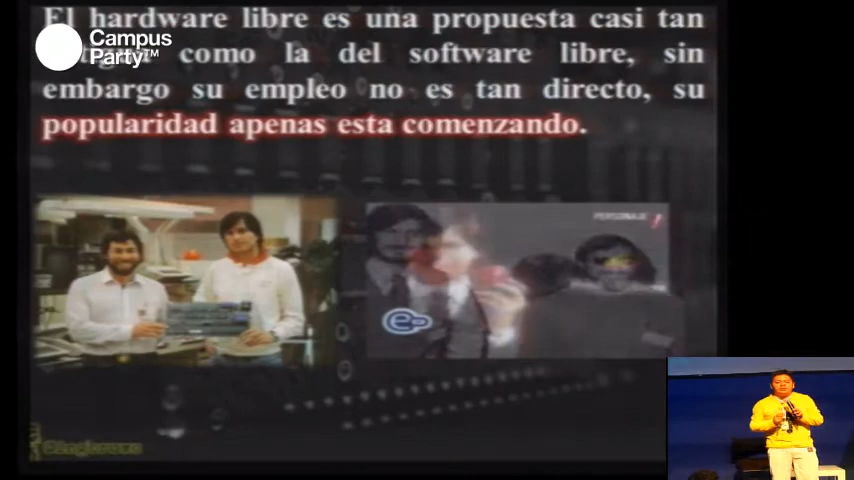 El hardware libre es una propuesta casi tan
como la del software libre, sin
embargo su empleo no es tan directo, su
popularidad apenas esta comenzando.
Campus
Party™
PERSONAJE
e